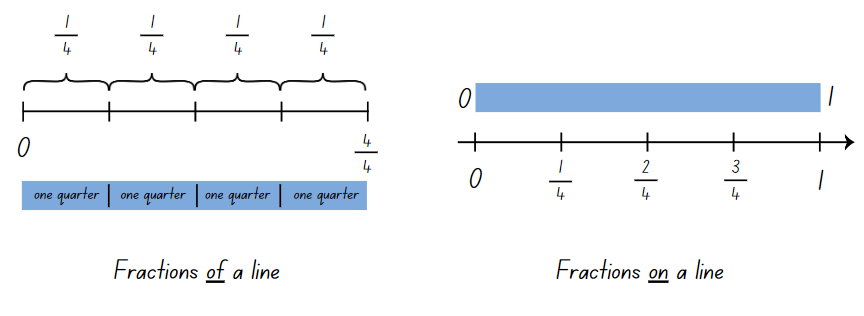 1/4 1/4 1/4 1/4
0 4/4
one quarter one quarter one quarter one quarter
Fractions of a line
0 1
0 1/4 2/4 3/4 1
Fractions on a line